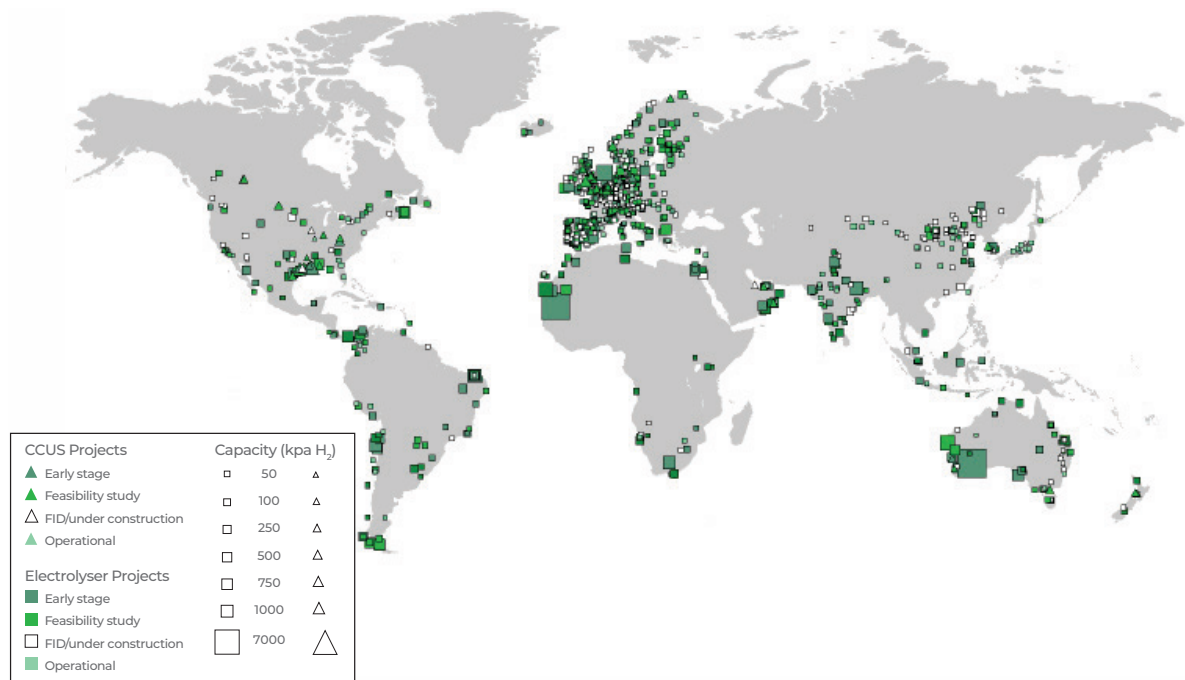 CCUS Projects
Early stage
Feasibility study
FID/under construction
Operational
Electrolyser Projects
Early stage
Feasibility study
FID/under construction
Operational
Capacity (kpa H₂)
50
100
250
500
750
1000
7000